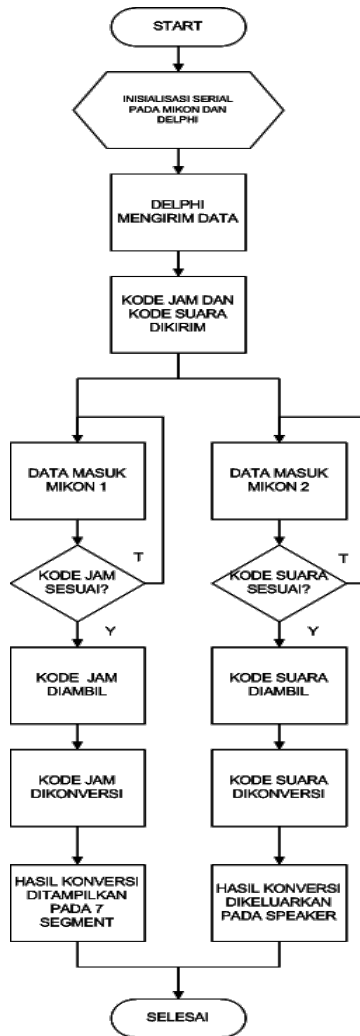 START
INISIALISASI SERIAL
PADA MIKON DAN
DELPHI
DELPHI
MENGIRIM DATA
KODE JAM DAN
KODE SUARA
DIKIRIM
DATA MASUK
MIKON 1
T
KODE JAM
SESUAI?
Y
KODE JAM
DIAMBIL
KODE JAM
DIKONVERSI
HASIL KONVERSI
DITAMPILKAN
PADA 7
SEGMENT
DATA MASUK
MIKON 2
T
KODE SUARA
SESUAI?
Y
KODE SUARA
DIAMBIL
KODE SUARA
DIKONVERSI
HASIL KONVERSI
DIKELUARKAN
PADA SPEAKER
SELESAI